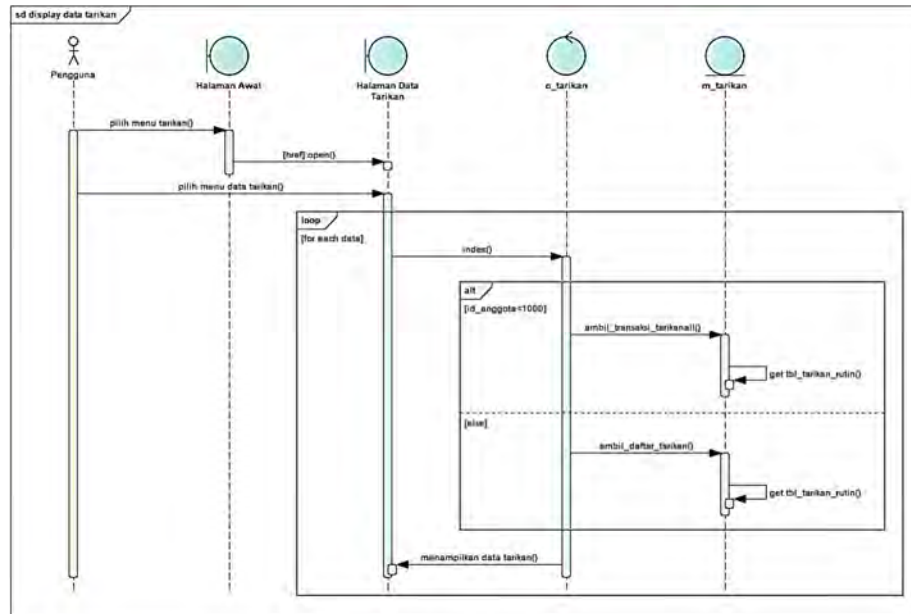 sd display data tarikan
Pengguna
Halaman Awal
Halaman Data
Tarikan
c_tarikan
m_tarikan
pilih menu tarikan()
[href]:open()
pilih menu data tarikan()
loop
[for each data]
index()
alt
[id_anggota<1000]
ambil_transaksi_tarikanall()
get tbl_tarikan_rutin()
[else]
ambil_daftar_tarikan()
get tbl_tarikan_rutin()
menampilkan data tarikan()